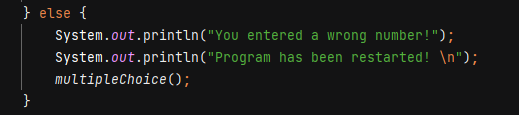 } else {
System.out.println("You entered a wrong number!");
System.out.println("Program has been restarted! \n");
multipleChoice();
}